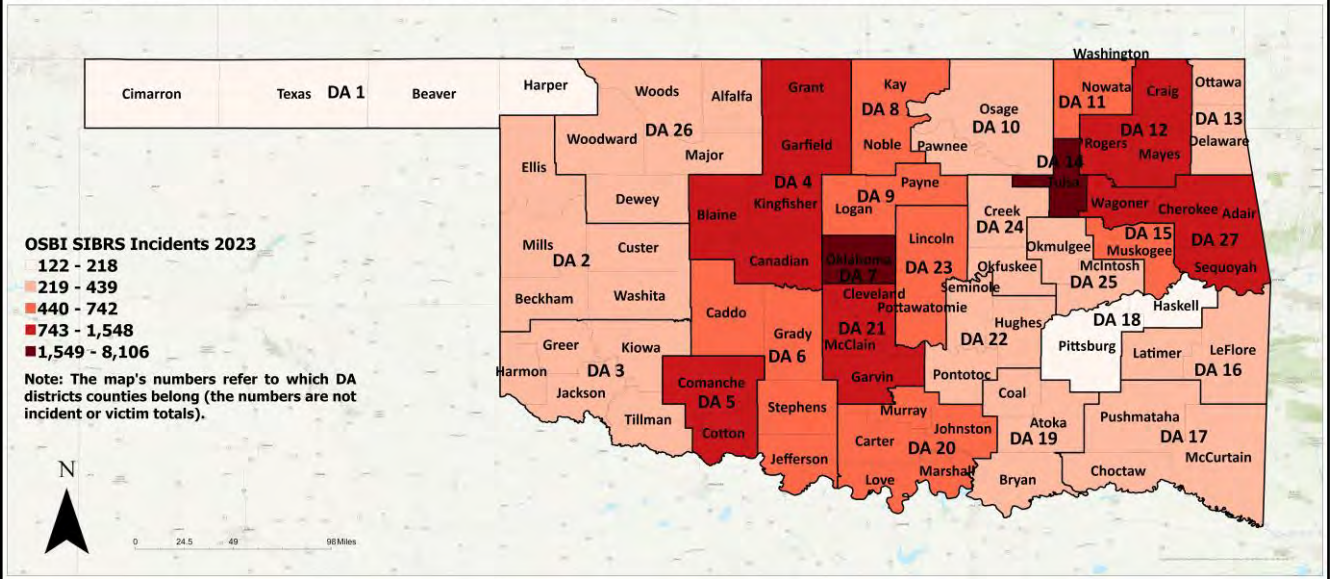 Washington
Cimarron
Texas
DA 1
Beaver
Harper
Woods
Alfalfa
Woodward
DA 26
Major
Grant
Garfield
DA 4
Kingfisher
Blaine
Canadian
Kay
DA 8
Noble
Osage
DA 10
Pawnee
Nowata
DA 11
Craig
DA 12
Rogers
Mayes
Ottawa
DA 13
Delaware
Ellis
Dewey
Mills
DA 2
Custer
Beckham
Washita
DA 9
Payne
Logan
DA 14
Tulsa
Creek
DA 24
Wagoner
Cherokee
Adair
DA 27
Sequoyah
DA 15
Muskogee
Lincoln
DA 23
Pottawatomie
Oklahoma
DA 7
Okmulgee
Okfuskee
McIntosh
DA 25
Seminole
Hughes
DA 22
Pontotoc
Cleveland
DA 21
McClain
Garvin
Haskell
DA 18
Pittsburg
Latimer
LeFlore
DA 16
Caddo
Grady
DA 6
Stephens
Jefferson
Greer
Kiowa
Harmon
DA 3
Jackson
Tillman
Comanche
DA 5
Cotton
Murray
Johnston
Carter
DA 20
Love
Marshall
Coal
Atoka
DA 19
Bryan
Pushmataha
DA 17
McCurtain
Choctaw
OSBI SIBRS Incidents 2023
122 - 218
219 - 439
440 - 742
743 - 1,548
1,549 - 8,106
Note: The map's numbers refer to which DA
districts counties belong (the numbers are not
incident or victim totals).
N
0 24.5 49 98 Miles